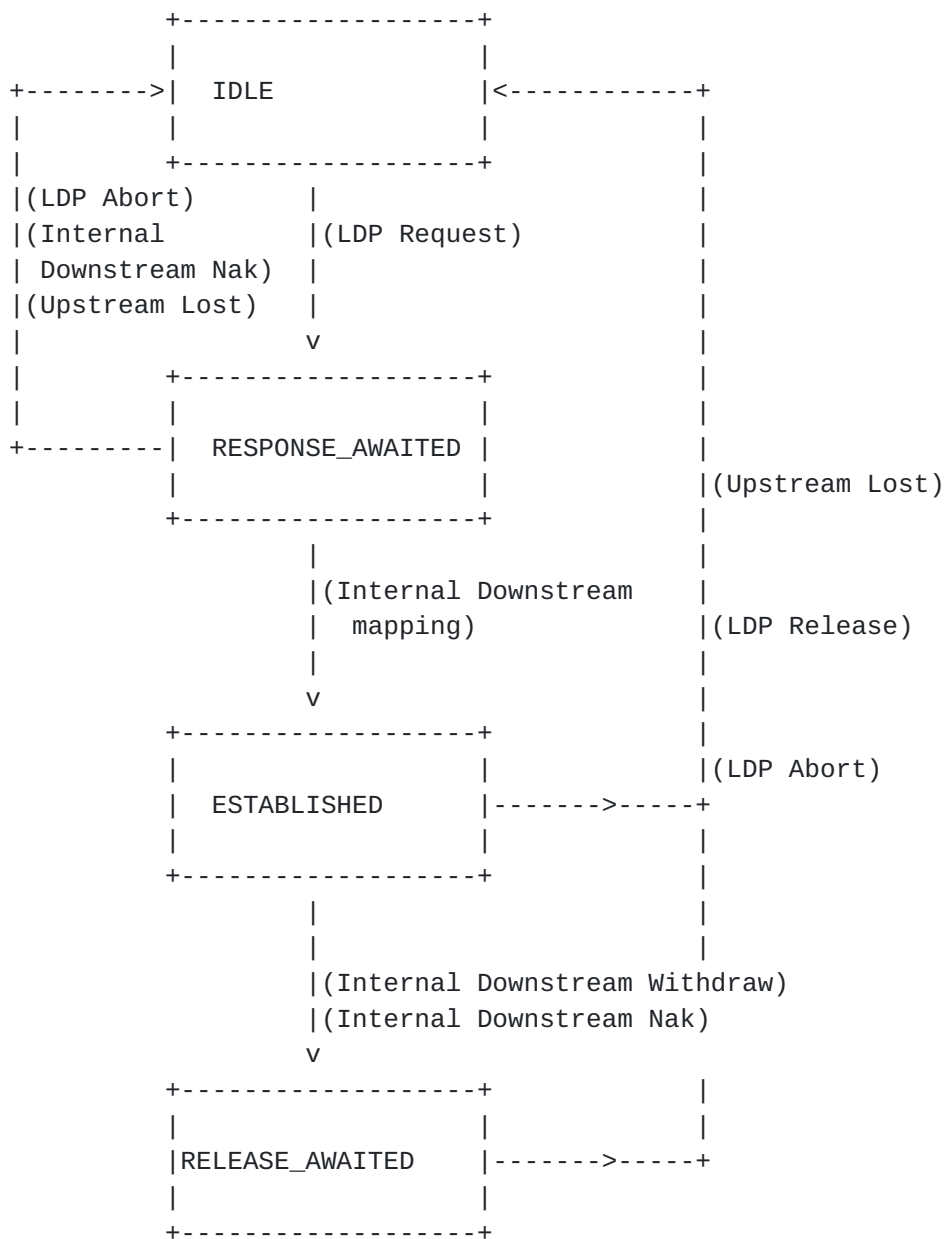 IDLE
(LDP Abort)
(Internal (LDP Request)
Downstream Nak)
(Upstream Lost)
RESPONSE_AWAITED
(Upstream Lost)
(Internal Downstream
mapping) (LDP Release)
(LDP Abort)
ESTABLISHED
(Internal Downstream Withdraw)
(Internal Downstream Nak)
RELEASE_AWAITED